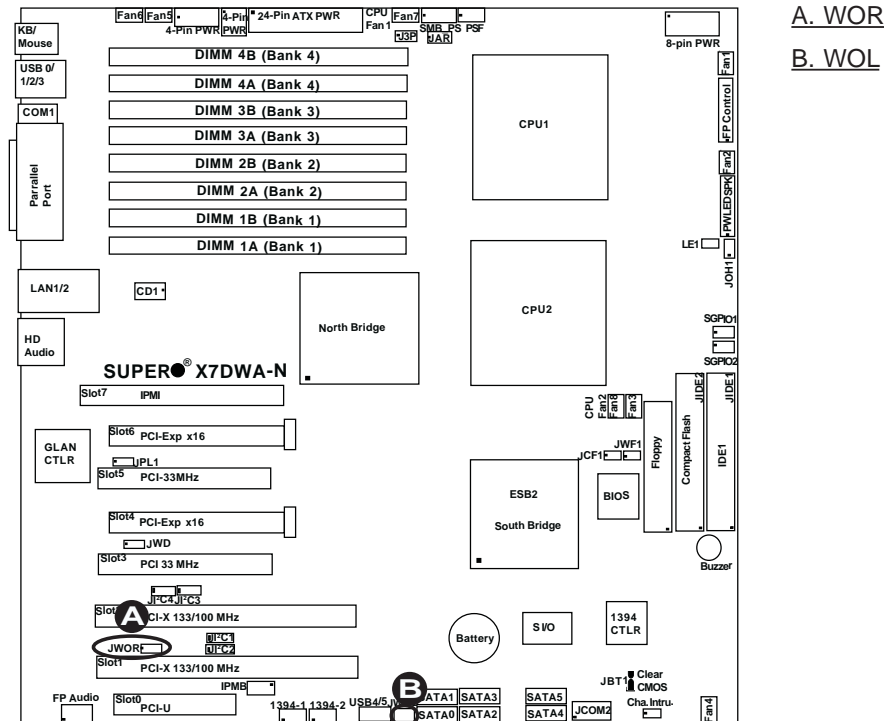 Fan6 Fan5 4-Pin PWR 4-Pin PWR 24-Pin ATX PWR CPU Fan 1 Fan7 SMB_PS PSF
J3P JAR
8-pin PWR
A. WOR
B. WOL
KB/
Mouse
USB 0/
1/2/3
COM1
Parrallel
Port
DIMM 4B (Bank 4)
DIMM 4A (Bank 4)
DIMM 3B (Bank 3)
DIMM 3A (Bank 3)
DIMM 2B (Bank 2)
DIMM 2A (Bank 2)
DIMM 1B (Bank 1)
DIMM 1A (Bank 1)
CPU1
Fan1
FP Control
Fan2
PWLEDSPK
LE1
JOH1
LAN1/2
CD1
HD
Audio
North Bridge
CPU2
SGPIO1
SGPIO2
SUPER® X7DWA-N
Slot7 IPMI
Slot6 PCI-Exp x16
GLAN
CTLR
JPL1
Slot5 PCI-33MHz
Slot4 PCI-Exp x16
JWD
Slot3 PCI 33 MHz
CPU
Fan2
Fan8
Fan3
JWF1
JCF1
Floppy
JIDE2
Compact Flash
JIDE1
IDE1
ESB2
South Bridge
BIOS
Buzzer
JI²C4 JI²C3
A
PCI-X 133/100 MHz
JWOR
JI²C1
JI²C2
Slot1
PCI-X 133/100 MHz
IPMB
Battery
SI/O
1394
CTLR
JBT1
Clear
CMOS
Cha.Intru.
FP Audio
Slot0
PCI-U
1394-1 1394-2 USB4/5
B
SATA1 SATA3 SATA5
SATA0 SATA2 SATA4
JCOM2
Fan4